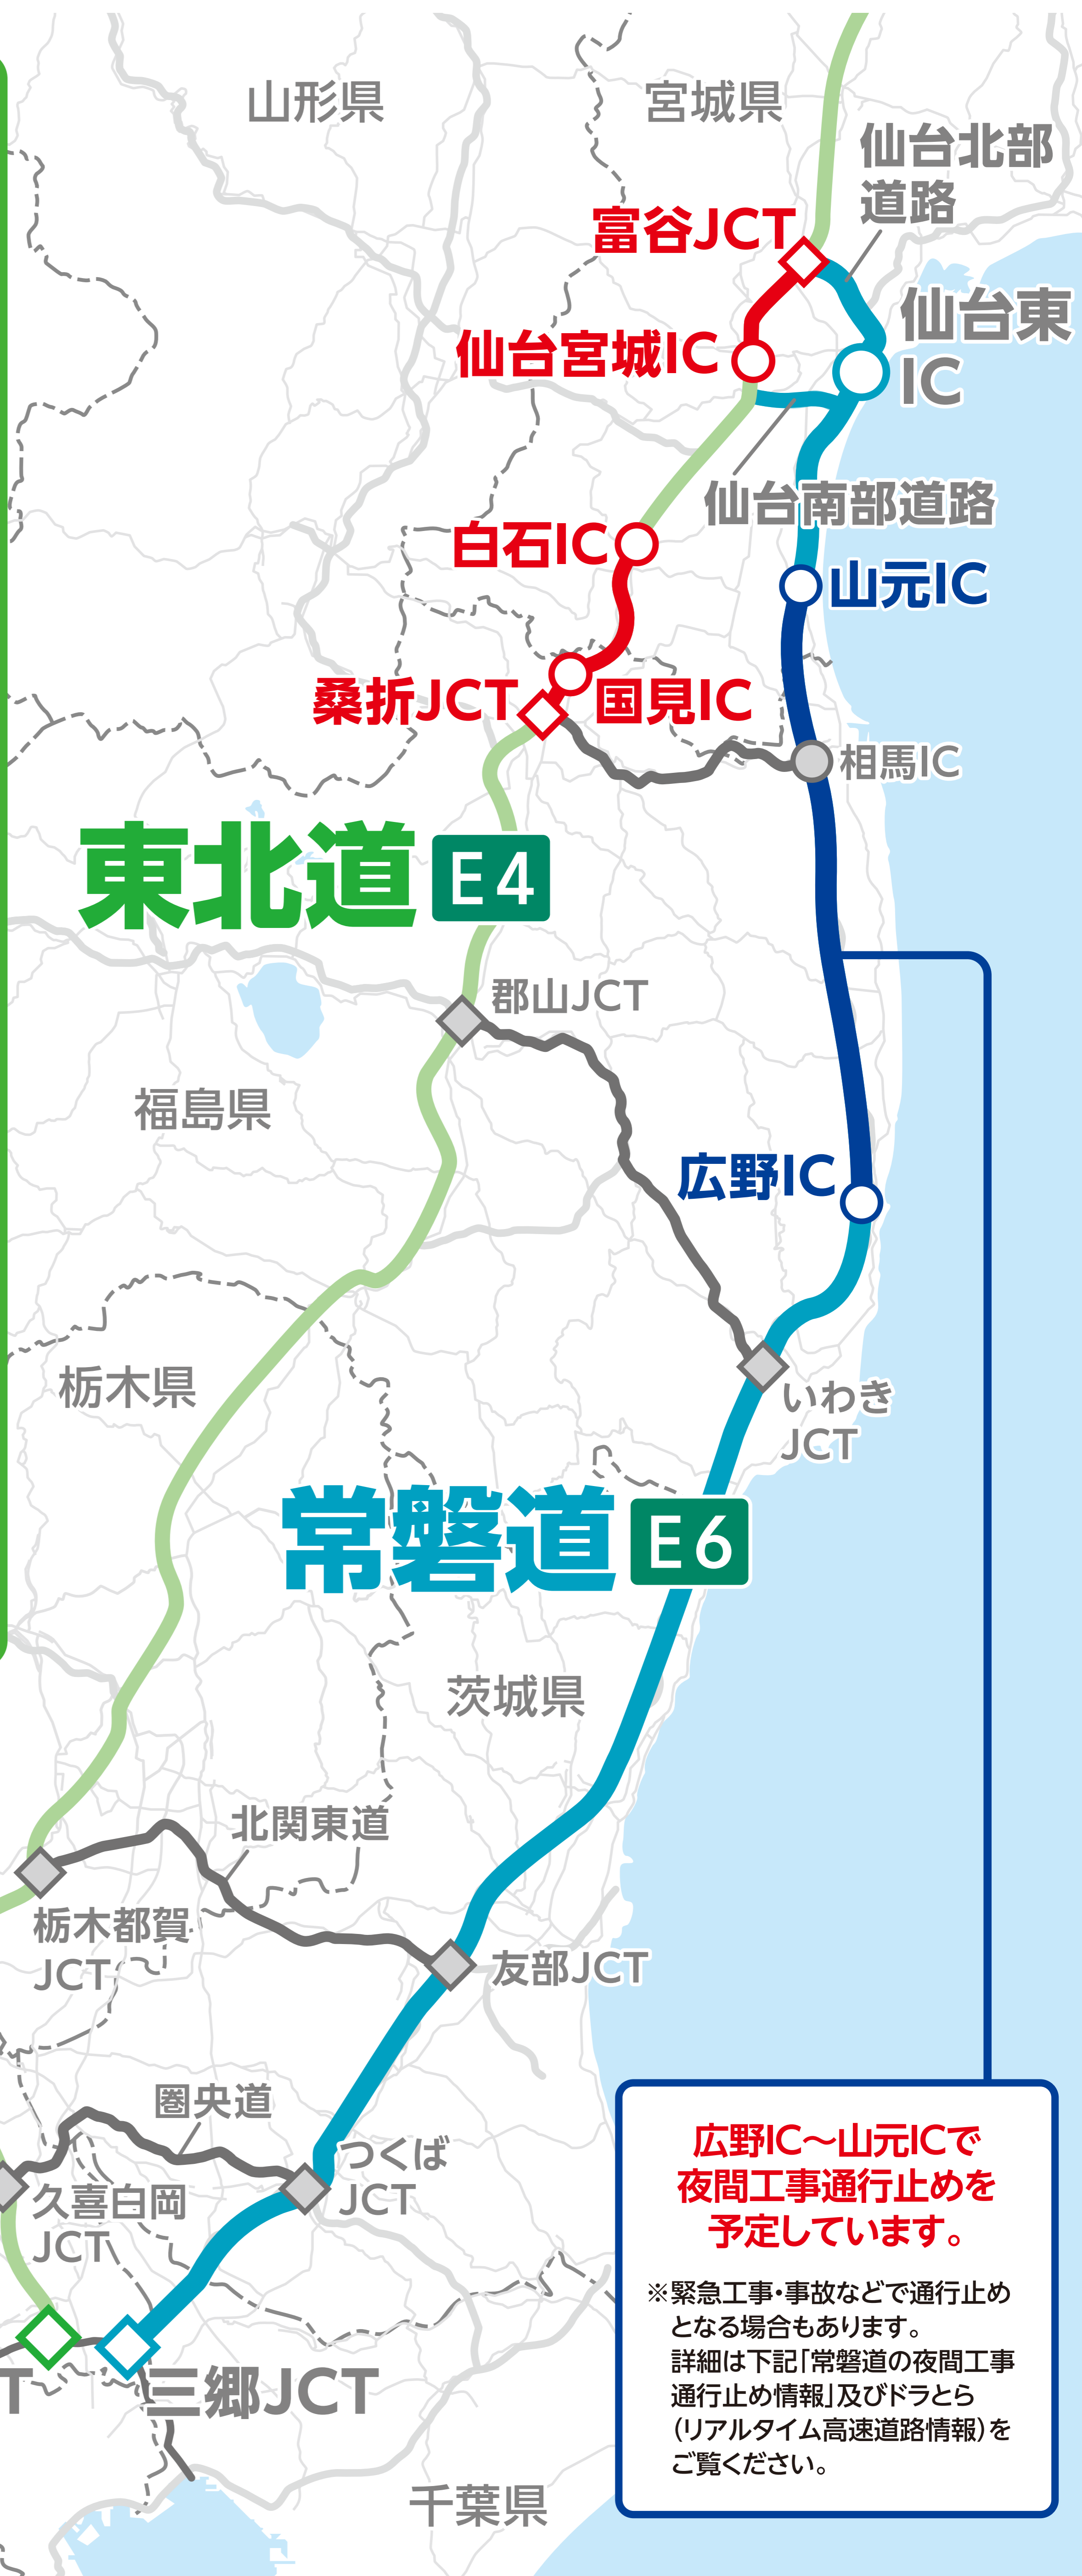 山形県
宮城県
仙台北部
道路
富谷JCT
仙台東
IC
仙台宮城IC
仙台南部道路
白石IC
山元IC
桑折JCT
国見IC
相馬IC
東北道 E4
郡山JCT
福島県
広野IC
栃木県
いわき
JCT
常磐道 E6
茨城県
北関東道
栃木都賀
JCT
友部JCT
圏央道
つくば
JCT
久喜白岡
JCT
T
三郷JCT
千葉県
広野IC～山元ICで
夜間工事通行止めを
予定しています。
※緊急工事・事故などで通行止め
となる場合もあります。
詳細は下記「常磐道の夜間工事
通行止め情報」及びドラとら
（リアルタイム高速道路情報）を
ご覧ください。